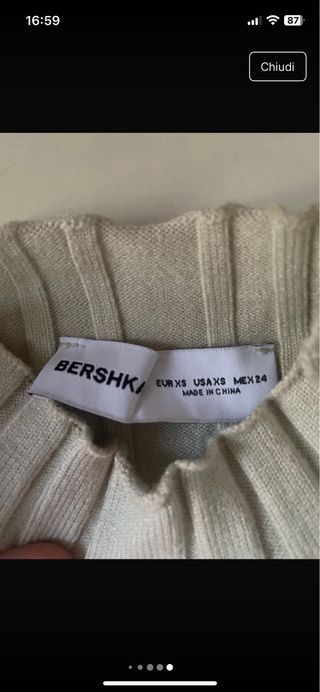 16:59
87
Chiudi
BERSHKA
EUR XS USA XS MEX 24
MADE IN CHINA